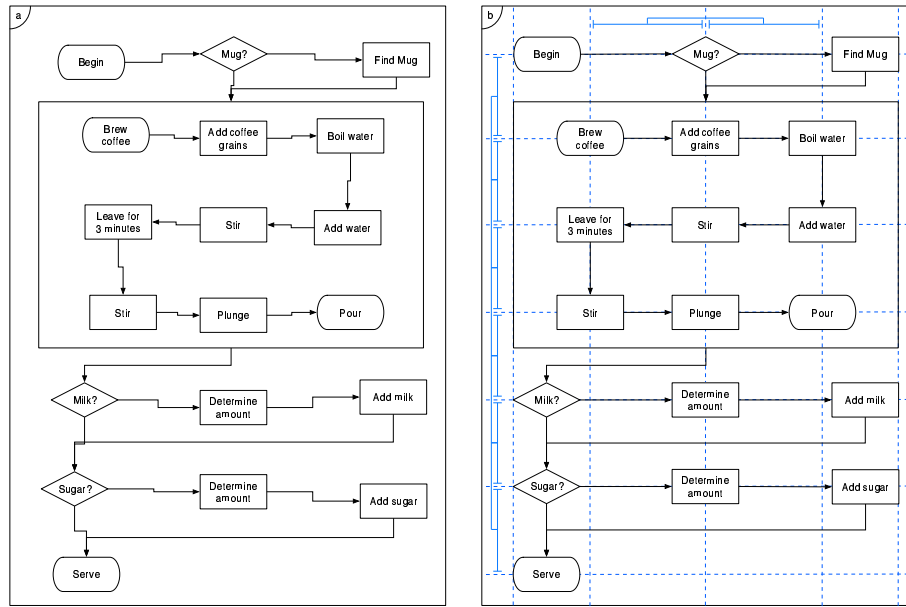 a
Begin
Mug?
Find Mug
Brew
coffee
Add coffee
grains
Boil water
Leave for
3 minutes
Stir
Add water
Stir
Plunge
Pour
Milk?
Determine
amount
Add milk
Sugar?
Determine
amount
Add sugar
Serve
b
Begin
Mug?
Find Mug
Brew
coffee
Add coffee
grains
Boil water
Leave for
3 minutes
Stir
Add water
Stir
Plunge
Pour
Milk?
Determine
amount
Add milk
Sugar?
Determine
amount
Add sugar
Serve